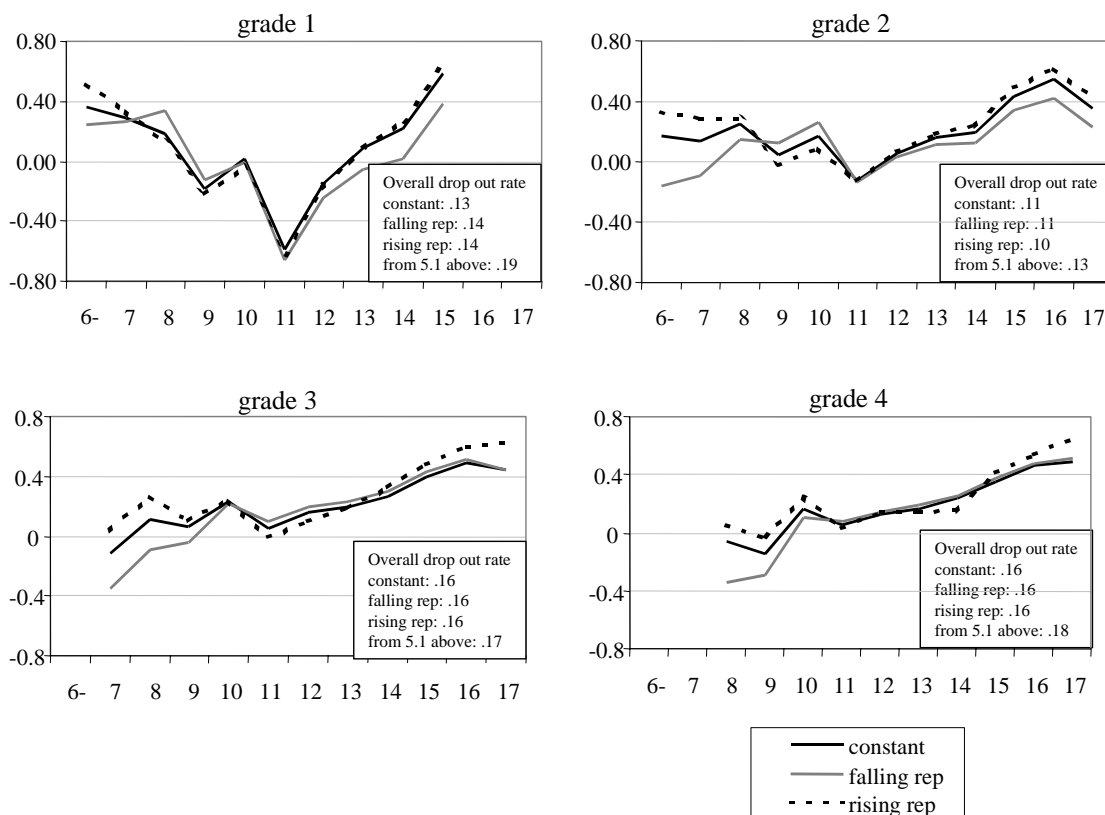 grade 1
0.80
0.40
0.00
-0.40
-0.80
6- 7 8 9 10 11 12 13 14 15 16 17
Overall drop out rate
constant: .13
falling rep: .14
rising rep: .14
from 5.1 above: .19
grade 2
0.80
0.40
0.00
-0.40
-0.80
6- 7 8 9 10 11 12 13 14 15 16 17
Overall drop out rate
constant: .11
falling rep: .11
rising rep: .10
from 5.1 above: .13
grade 3
0.8
0.4
0
-0.4
-0.8
6- 7 8 9 10 11 12 13 14 15 16 17
Overall drop out rate
constant: .16
falling rep: .16
rising rep: .16
from 5.1 above: .17
grade 4
0.8
0.4
0
-0.4
-0.8
6- 7 8 9 10 11 12 13 14 15 16 17
Overall drop out rate
constant: .16
falling rep: .16
rising rep: .16
from 5.1 above: .18
constant
falling rep
rising rep